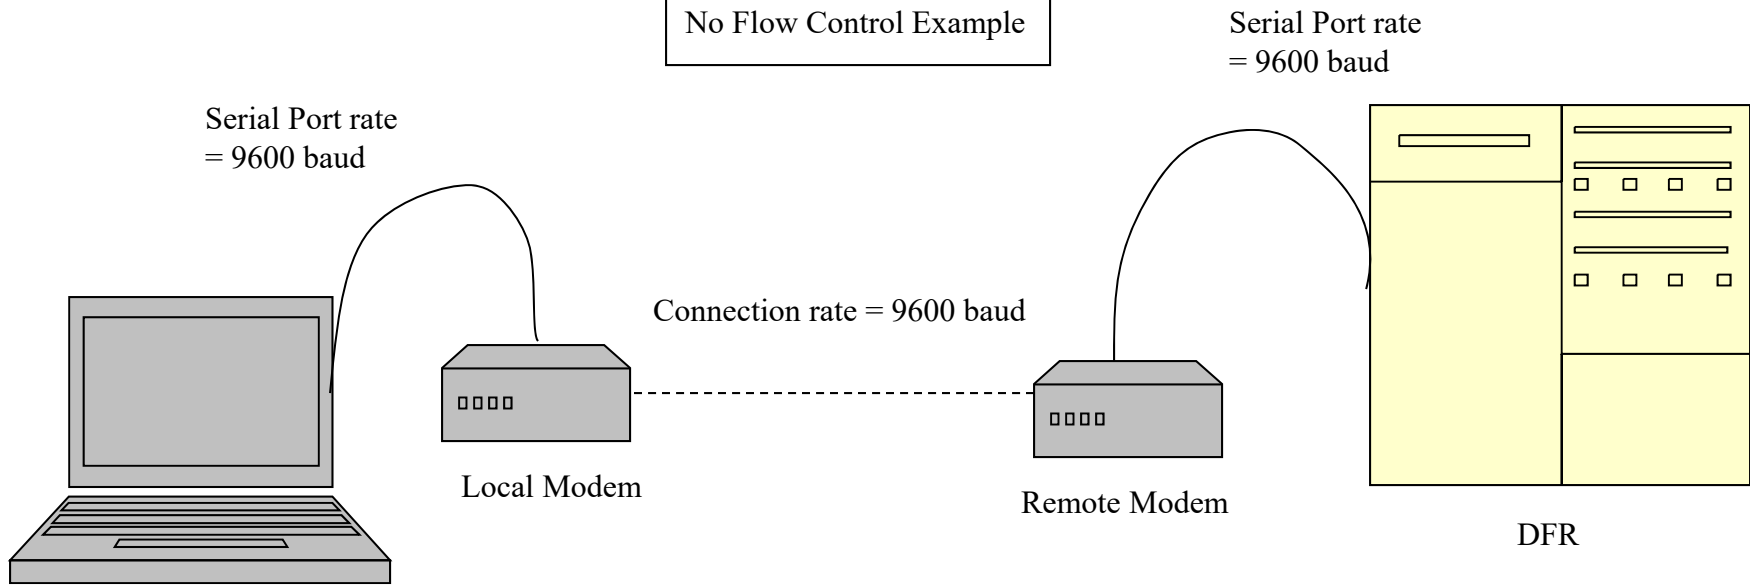 No Flow Control Example
Serial Port rate
= 9600 baud
Serial Port rate
= 9600 baud
Connection rate = 9600 baud
Local Modem
Remote Modem
DFR